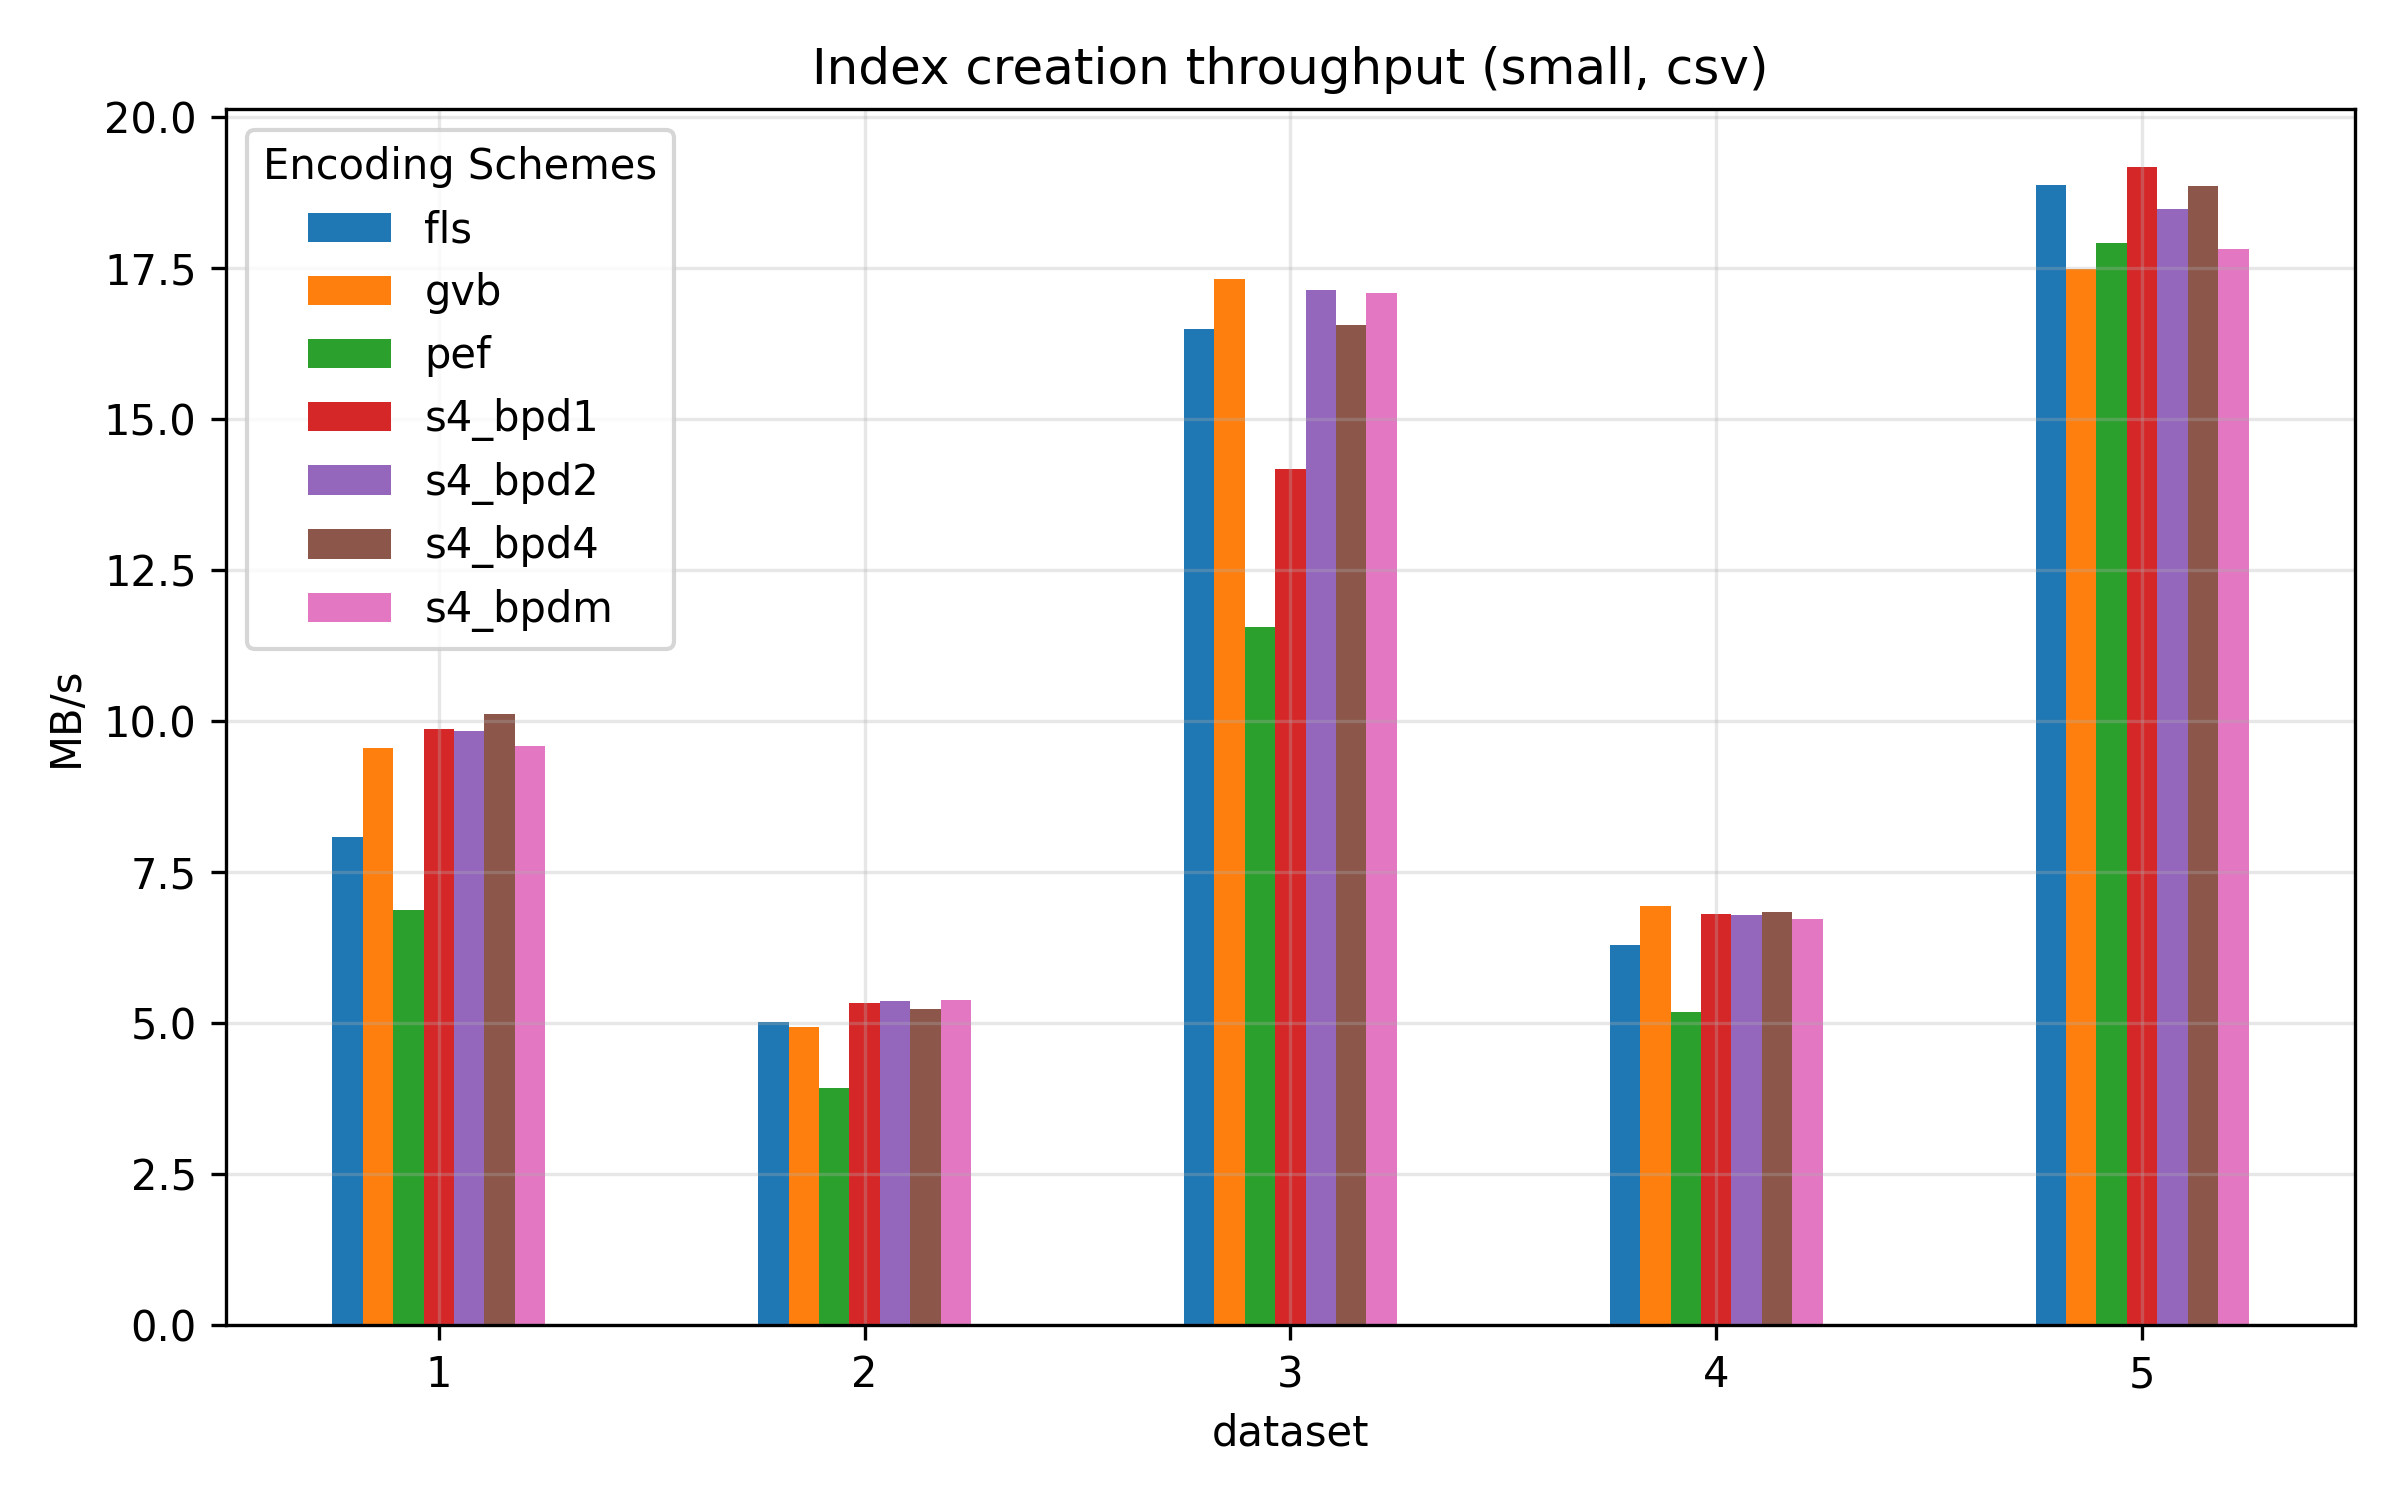 Index creation throughput (small, csv)
20.0
17.5
15.0
12.5
10.0
7.5
5.0
2.5
0.0
MB/s
Encoding Schemes
fls
gvb
pef
s4_bpd1
s4_bpd2
s4_bpd4
s4_bpdm
1 2 3 4 5
dataset